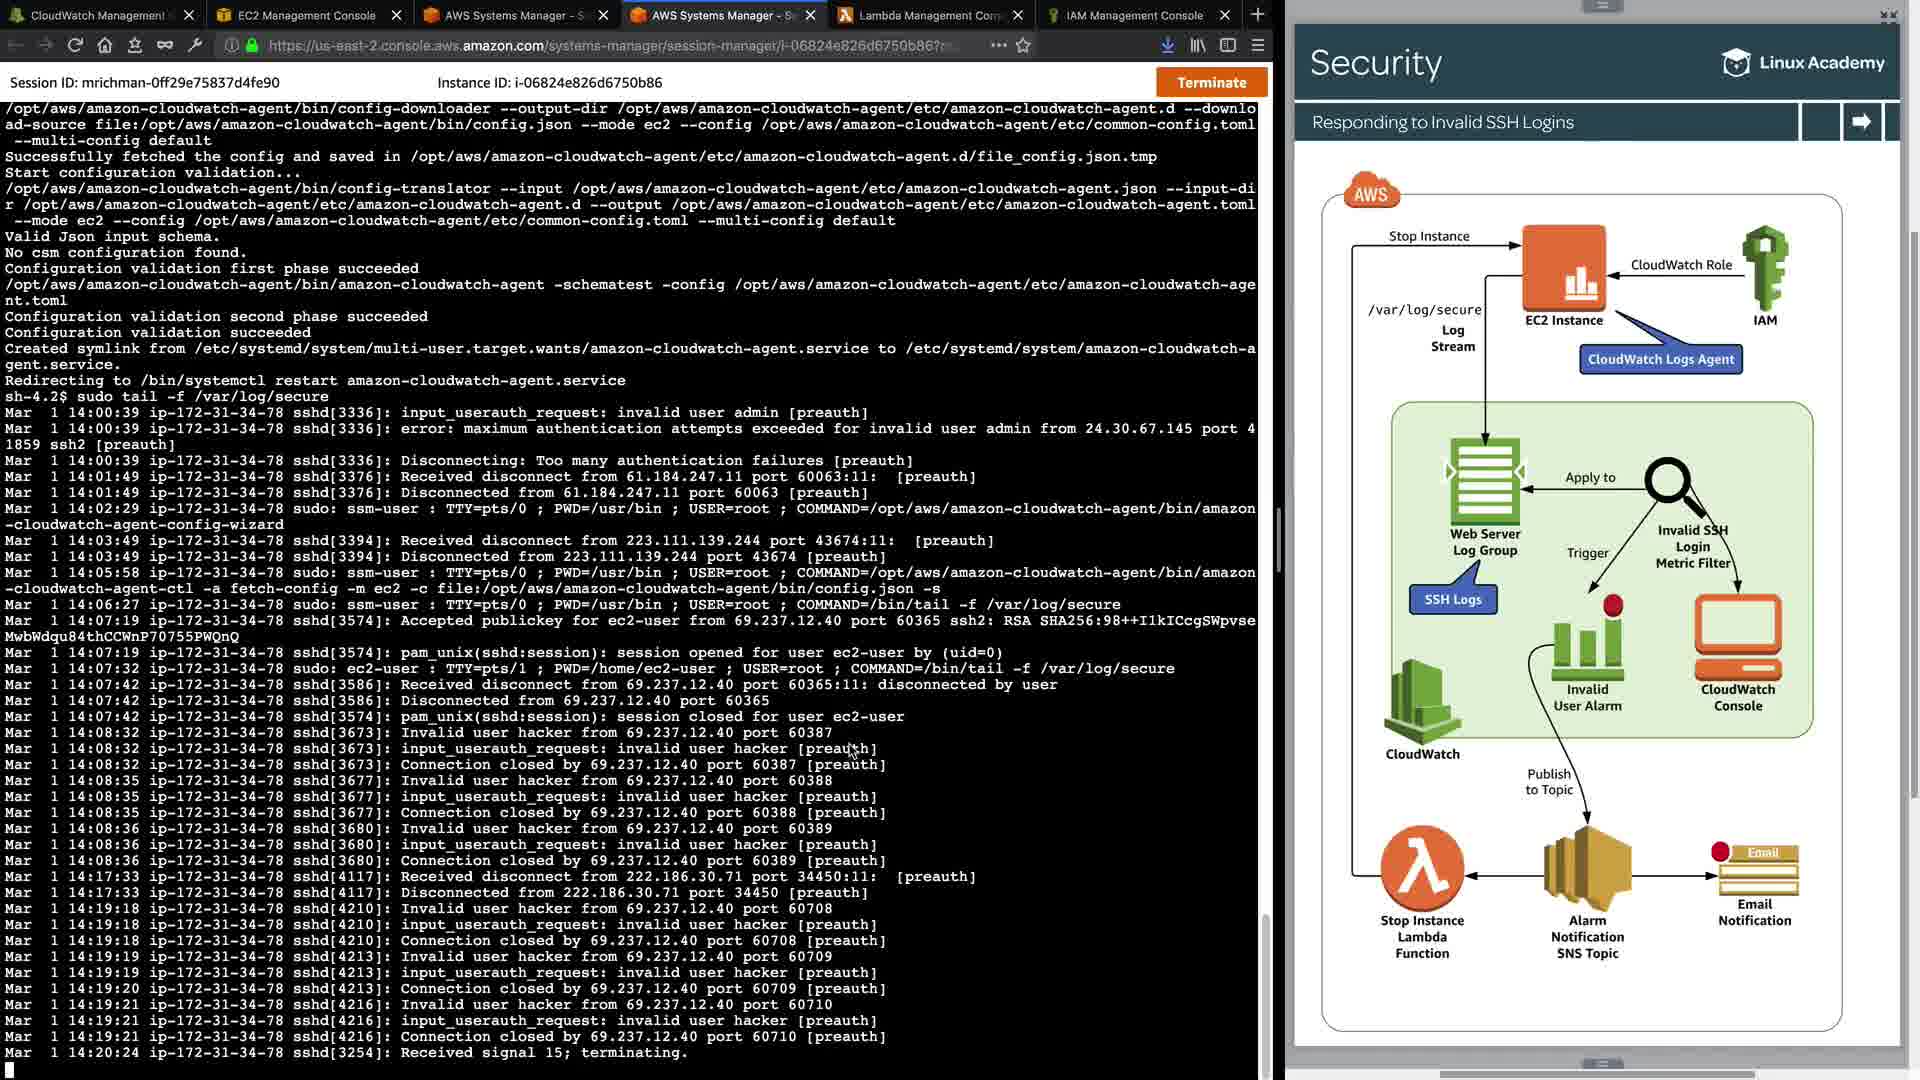 CloudWatch Management
EC2 Management Console
AWS Systems Manager - Se
AWS Systems Manager - Se
Lambda Management Con
IAM Management Console
https://us-east-2.console.aws.amazon.com/systems-manager/session-manager/i-06824e826d6750b86?
Session ID: mrichman-0ff29e75837d4fe90
Instance ID: i-06824e826d6750b86
Terminate
/opt/aws/amazon-cloudwatch-agent/bin/config-downloader --output-dir /opt/aws/amazon-cloudwatch-agent/etc/amazon-cloudwatch-agent.d --downlo
ad-source file:/opt/aws/amazon-cloudwatch-agent/bin/config.json --mode ec2 --config /opt/aws/amazon-cloudwatch-agent/etc/common-config.toml
--multi-config default
Successfully fetched the config and saved in /opt/aws/amazon-cloudwatch-agent/etc/amazon-cloudwatch-agent.d/file_config.json.tmp
Start configuration validation...
/opt/aws/amazon-cloudwatch-agent/bin/config-translator --input /opt/aws/amazon-cloudwatch-agent/etc/amazon-cloudwatch-agent.json --input-di
r /opt/aws/amazon-cloudwatch-agent/etc/amazon-cloudwatch-agent.d --output /opt/aws/amazon-cloudwatch-agent/etc/amazon-cloudwatch-agent.toml
--mode ec2 --config /opt/aws/amazon-cloudwatch-agent/etc/common-config.toml --multi-config default
Valid Json input schema.
No csm configuration found.
Configuration validation first phase succeeded
/opt/aws/amazon-cloudwatch-agent/bin/amazon-cloudwatch-agent -schematest -config /opt/aws/amazon-cloudwatch-agent/etc/amazon-cloudwatch-age
nt.toml
Configuration validation second phase succeeded
Configuration validation succeeded
Created symlink from /etc/systemd/system/multi-user.target.wants/amazon-cloudwatch-agent.service to /etc/systemd/system/amazon-cloudwatch-a
gent.service.
Redirecting to /bin/systemctl restart amazon-cloudwatch-agent.service
sh-4.2$ sudo tail -f /var/log/secure
Mar  1 14:00:39 ip-172-31-34-78 sshd[3336]: input_userauth_request: invalid user admin [preauth]
Mar  1 14:00:39 ip-172-31-34-78 sshd[3336]: error: maximum authentication attempts exceeded for invalid user admin from 24.30.67.145 port 4
1859 ssh2 [preauth]
Mar  1 14:00:39 ip-172-31-34-78 sshd[3336]: Disconnecting: Too many authentication failures [preauth]
Mar  1 14:01:49 ip-172-31-34-78 sshd[3376]: Received disconnect from 61.184.247.11 port 60063:11:  [preauth]
Mar  1 14:01:49 ip-172-31-34-78 sshd[3376]: Disconnected from 61.184.247.11 port 60063 [preauth]
Mar  1 14:02:29 ip-172-31-34-78 sudo: ssm-user : TTY=pts/0 ; PWD=/usr/bin ; USER=root ; COMMAND=/opt/aws/amazon-cloudwatch-agent/bin/amazon
-cloudwatch-agent-config-wizard
Mar  1 14:03:49 ip-172-31-34-78 sshd[3394]: Received disconnect from 223.111.139.244 port 43674:11:  [preauth]
Mar  1 14:03:49 ip-172-31-34-78 sshd[3394]: Disconnected from 223.111.139.244 port 43674 [preauth]
Mar  1 14:05:58 ip-172-31-34-78 sudo: ssm-user : TTY=pts/0 ; PWD=/usr/bin ; USER=root ; COMMAND=/opt/aws/amazon-cloudwatch-agent/bin/amazon
-cloudwatch-agent-ctl -a fetch-config -m ec2 -c file:/opt/aws/amazon-cloudwatch-agent/bin/config.json -s
Mar  1 14:06:27 ip-172-31-34-78 sudo: ssm-user : TTY=pts/0 ; PWD=/usr/bin ; USER=root ; COMMAND=/bin/tail -f /var/log/secure
Mar  1 14:07:19 ip-172-31-34-78 sshd[3574]: Accepted publickey for ec2-user from 69.237.12.40 port 60365 ssh2: RSA SHA256:98++I1kICcgSWpvse
MwbWdqu84thCCWnP70755PWQnQ
Mar  1 14:07:19 ip-172-31-34-78 sshd[3574]: pam_unix(sshd:session): session opened for user ec2-user by (uid=0)
Mar  1 14:07:32 ip-172-31-34-78 sudo: ec2-user : TTY=pts/1 ; PWD=/home/ec2-user ; USER=root ; COMMAND=/bin/tail -f /var/log/secure
Mar  1 14:07:42 ip-172-31-34-78 sshd[3586]: Received disconnect from 69.237.12.40 port 60365:11: disconnected by user
Mar  1 14:07:42 ip-172-31-34-78 sshd[3586]: Disconnected from 69.237.12.40 port 60365
Mar  1 14:07:42 ip-172-31-34-78 sshd[3574]: pam_unix(sshd:session): session closed for user ec2-user
Mar  1 14:08:32 ip-172-31-34-78 sshd[3673]: Invalid user hacker from 69.237.12.40 port 60387
Mar  1 14:08:32 ip-172-31-34-78 sshd[3673]: input_userauth_request: invalid user hacker [preauth]
Mar  1 14:08:32 ip-172-31-34-78 sshd[3673]: Connection closed by 69.237.12.40 port 60387 [preauth]
Mar  1 14:08:35 ip-172-31-34-78 sshd[3677]: Invalid user hacker from 69.237.12.40 port 60388
Mar  1 14:08:35 ip-172-31-34-78 sshd[3677]: input_userauth_request: invalid user hacker [preauth]
Mar  1 14:08:35 ip-172-31-34-78 sshd[3677]: Connection closed by 69.237.12.40 port 60388 [preauth]
Mar  1 14:08:36 ip-172-31-34-78 sshd[3680]: Invalid user hacker from 69.237.12.40 port 60389
Mar  1 14:08:36 ip-172-31-34-78 sshd[3680]: input_userauth_request: invalid user hacker [preauth]
Mar  1 14:08:36 ip-172-31-34-78 sshd[3680]: Connection closed by 69.237.12.40 port 60389 [preauth]
Mar  1 14:17:33 ip-172-31-34-78 sshd[4117]: Received disconnect from 222.186.30.71 port 34450:11:  [preauth]
Mar  1 14:17:33 ip-172-31-34-78 sshd[4117]: Disconnected from 222.186.30.71 port 34450 [preauth]
Mar  1 14:19:18 ip-172-31-34-78 sshd[4210]: Invalid user hacker from 69.237.12.40 port 60708
Mar  1 14:19:18 ip-172-31-34-78 sshd[4210]: input_userauth_request: invalid user hacker [preauth]
Mar  1 14:19:18 ip-172-31-34-78 sshd[4210]: Connection closed by 69.237.12.40 port 60708 [preauth]
Mar  1 14:19:19 ip-172-31-34-78 sshd[4213]: Invalid user hacker from 69.237.12.40 port 60709
Mar  1 14:19:19 ip-172-31-34-78 sshd[4213]: input_userauth_request: invalid user hacker [preauth]
Mar  1 14:19:20 ip-172-31-34-78 sshd[4213]: Connection closed by 69.237.12.40 port 60709 [preauth]
Mar  1 14:19:21 ip-172-31-34-78 sshd[4216]: Invalid user hacker from 69.237.12.40 port 60710
Mar  1 14:19:21 ip-172-31-34-78 sshd[4216]: input_userauth_request: invalid user hacker [preauth]
Mar  1 14:19:21 ip-172-31-34-78 sshd[4216]: Connection closed by 69.237.12.40 port 60710 [preauth]
Mar  1 14:20:24 ip-172-31-34-78 sshd[3254]: Received signal 15; terminating.
Security
Linux Academy
Responding to Invalid SSH Logins
AWS
Stop Instance
CloudWatch Role
/var/log/secure
Log
Stream
EC2 Instance
IAM
CloudWatch Logs Agent
Apply to
Web Server
Log Group
Invalid SSH
Login
Metric Filter
Trigger
SSH Logs
Invalid
User Alarm
CloudWatch
Console
CloudWatch
Publish
to Topic
Email
Stop Instance
Lambda
Function
Alarm
Notification
SNS Topic
Email
Notification